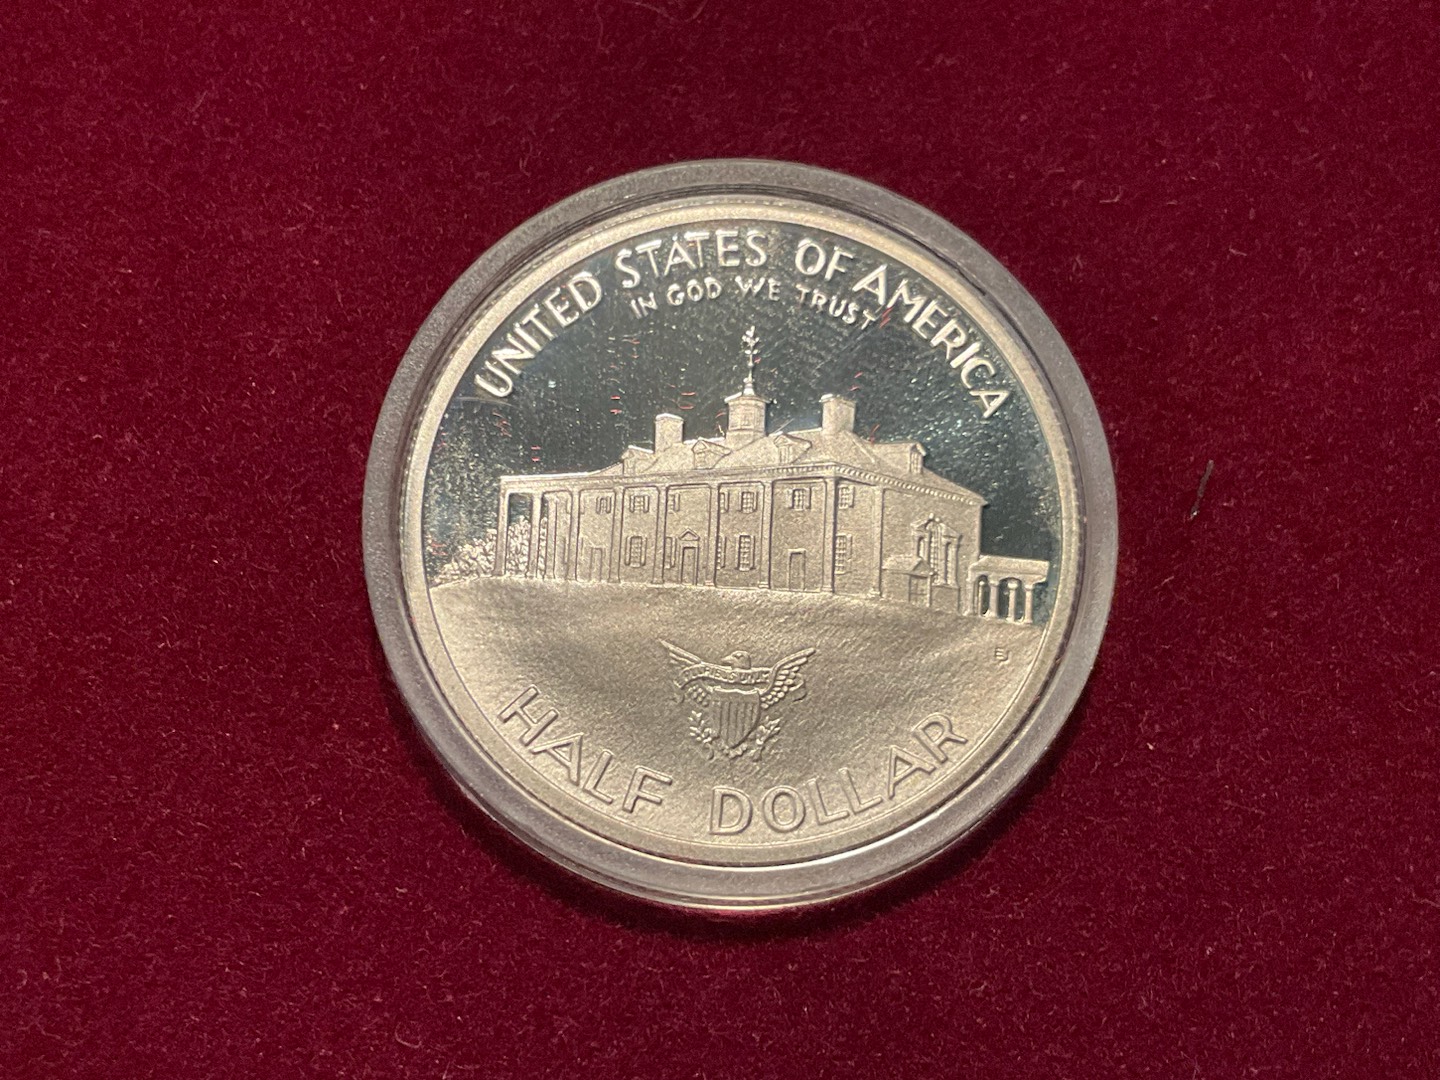 UNITED STATES OF AMERICA
IN GOD WE TRUST
HALF DOLLAR